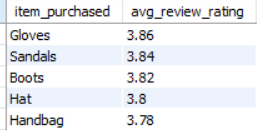 item_purchased avg_review_rating
Gloves 3.86
Sandals 3.84
Boots 3.82
Hat 3.8
Handbag 3.78